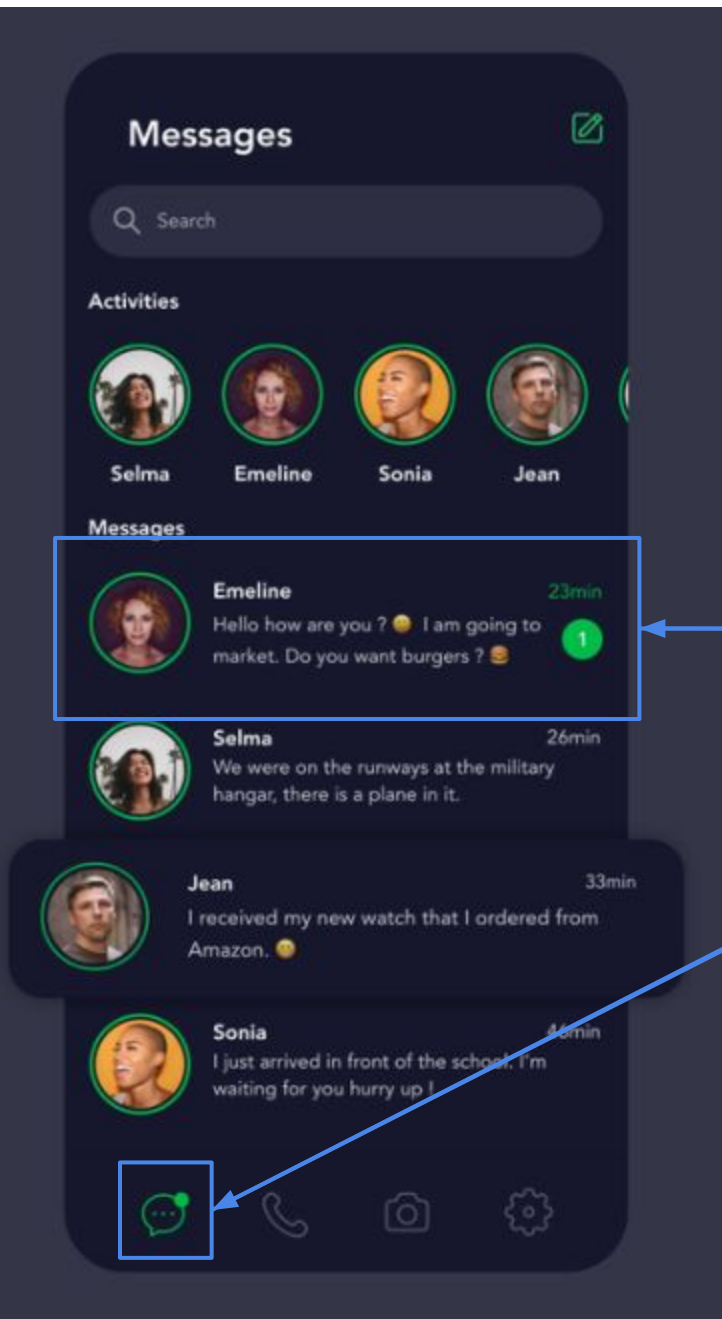 Messages
Search
Activities
Selma Emeline Sonia Jean
Messages
Emeline 23min
Hello how are you ? 😀 I am going to
market. Do you want burgers ? 🍔
1
Selma 26min
We were on the runways at the military
hangar, there is a plane in it.
Jean 33min
I received my new watch that I ordered from
Amazon. 😀
Sonia 46min
I just arrived in front of the school. I'm
waiting for you hurry up !